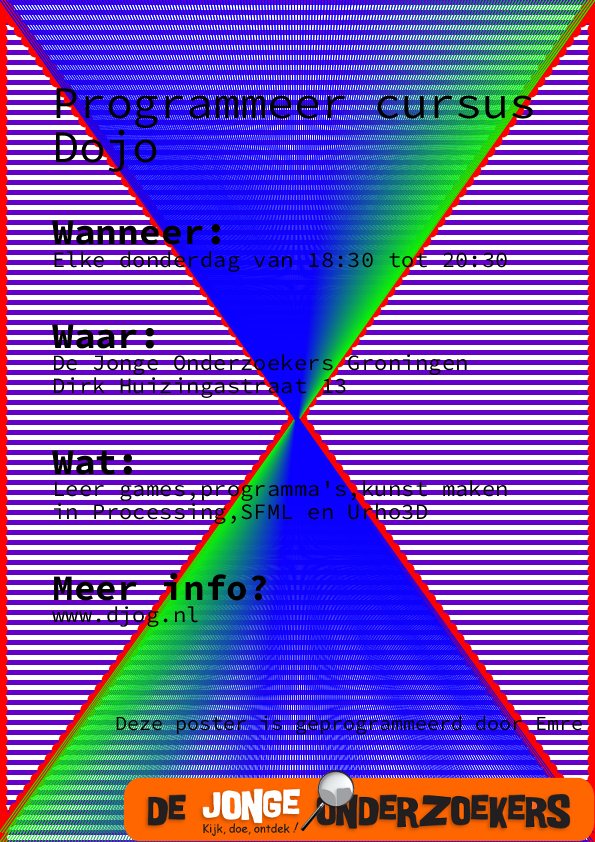 Programmeer cursus
Dojo
Wanneer:
Elke donderdag van 18:30 tot 20:30
Waar:
De Jonge Onderzoekers Groningen
Dirk Huizingastraat 13
Wat:
Leer games,programma's,kunst maken
in Processing,SFML en Urho3D
Meer info?
www.djog.nl
Deze poster is geprogrammeerd door Emre
DE JONGE ONDERZOEKERS
Kijk, doe, ontdek !